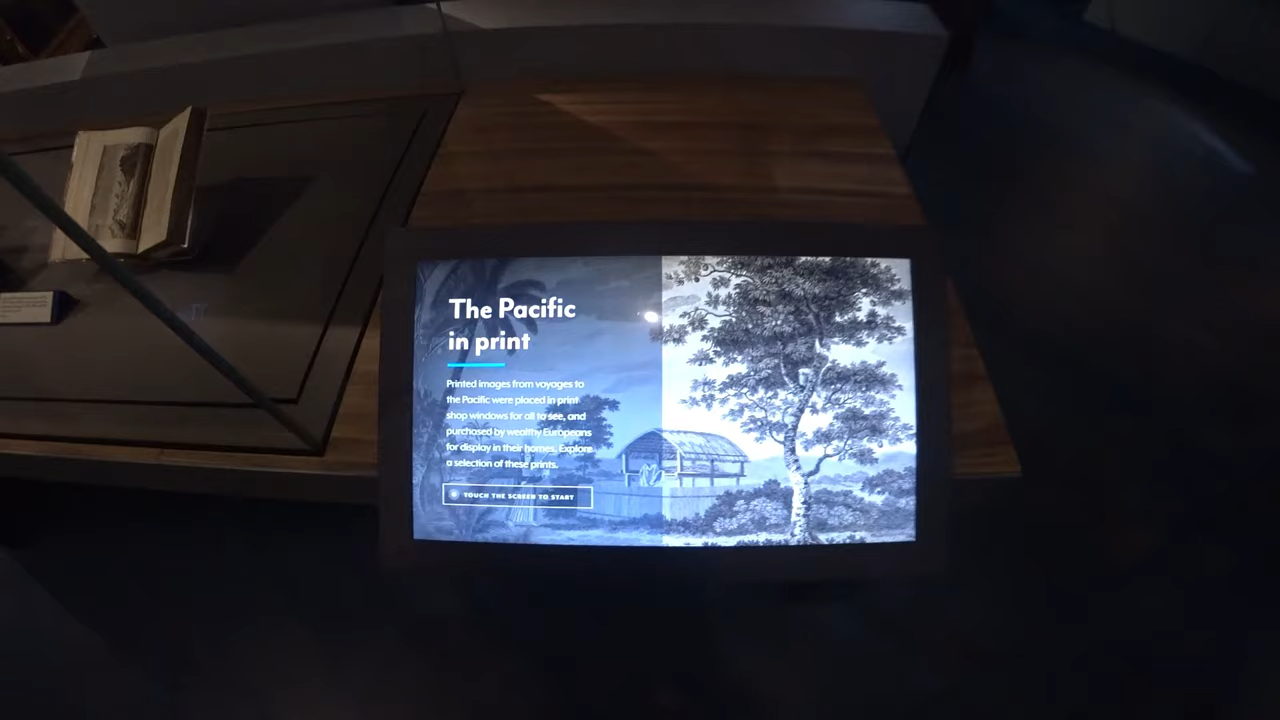 The Pacific
in print
Printed images from voyages to
the Pacific were placed in print
shop windows for all to see, and
purchased by wealthy Europeans
for display in their homes. Explore
a selection of these prints.
TOUCH THE SCREEN TO START